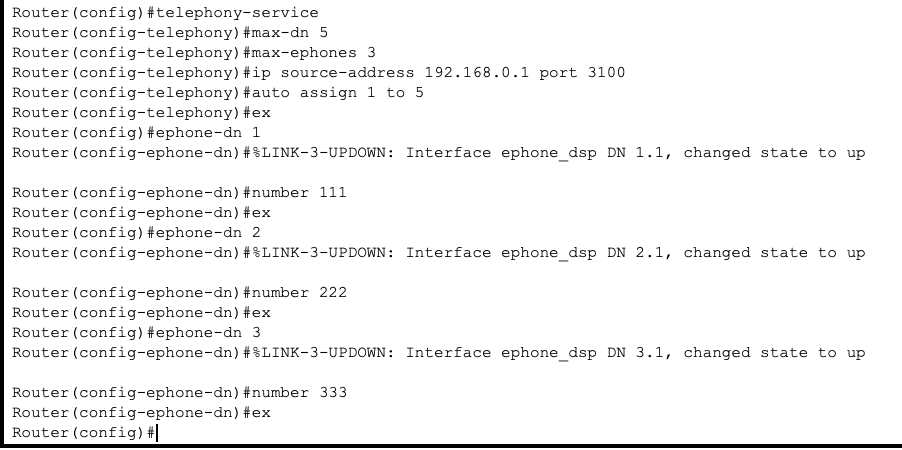 Router(config)#telephony-service
Router(config-telephony)#max-dn 5
Router(config-telephony)#max-ephones 3
Router(config-telephony)#ip source-address 192.168.0.1 port 3100
Router(config-telephony)#auto assign 1 to 5
Router(config-telephony)#ex
Router(config)#ephone-dn 1
Router(config-ephone-dn)#%LINK-3-UPDOWN: Interface ephone_dsp DN 1.1, changed state to up
Router(config-ephone-dn)#number 111
Router(config-ephone-dn)#ex
Router(config)#ephone-dn 2
Router(config-ephone-dn)#%LINK-3-UPDOWN: Interface ephone_dsp DN 2.1, changed state to up
Router(config-ephone-dn)#number 222
Router(config-ephone-dn)#ex
Router(config)#ephone-dn 3
Router(config-ephone-dn)#%LINK-3-UPDOWN: Interface ephone_dsp DN 3.1, changed state to up
Router(config-ephone-dn)#number 333
Router(config-ephone-dn)#ex
Router(config)#